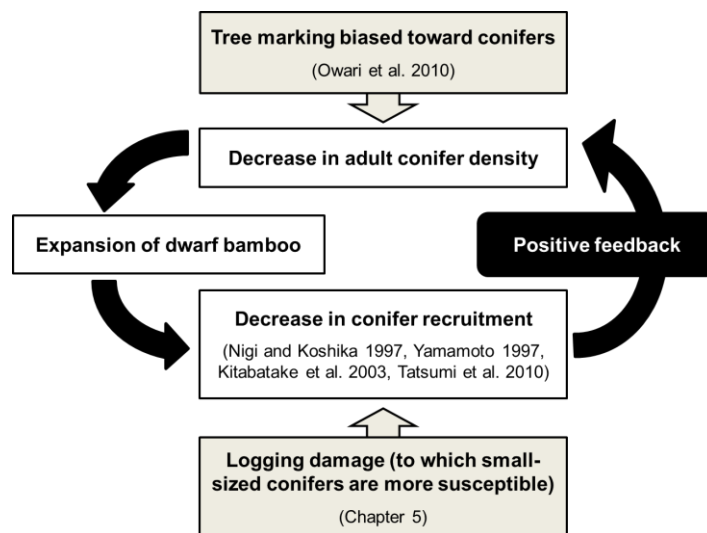 Tree marking biased toward conifers
(Owari et al. 2010)
Decrease in adult conifer density
Expansion of dwarf bamboo
Positive feedback
Decrease in conifer recruitment
(Nigi and Koshika 1997, Yamamoto 1997,
Kitabatake et al. 2003, Tatsumi et al. 2010)
Logging damage (to which small-
sized conifers are more susceptible)
(Chapter 5)